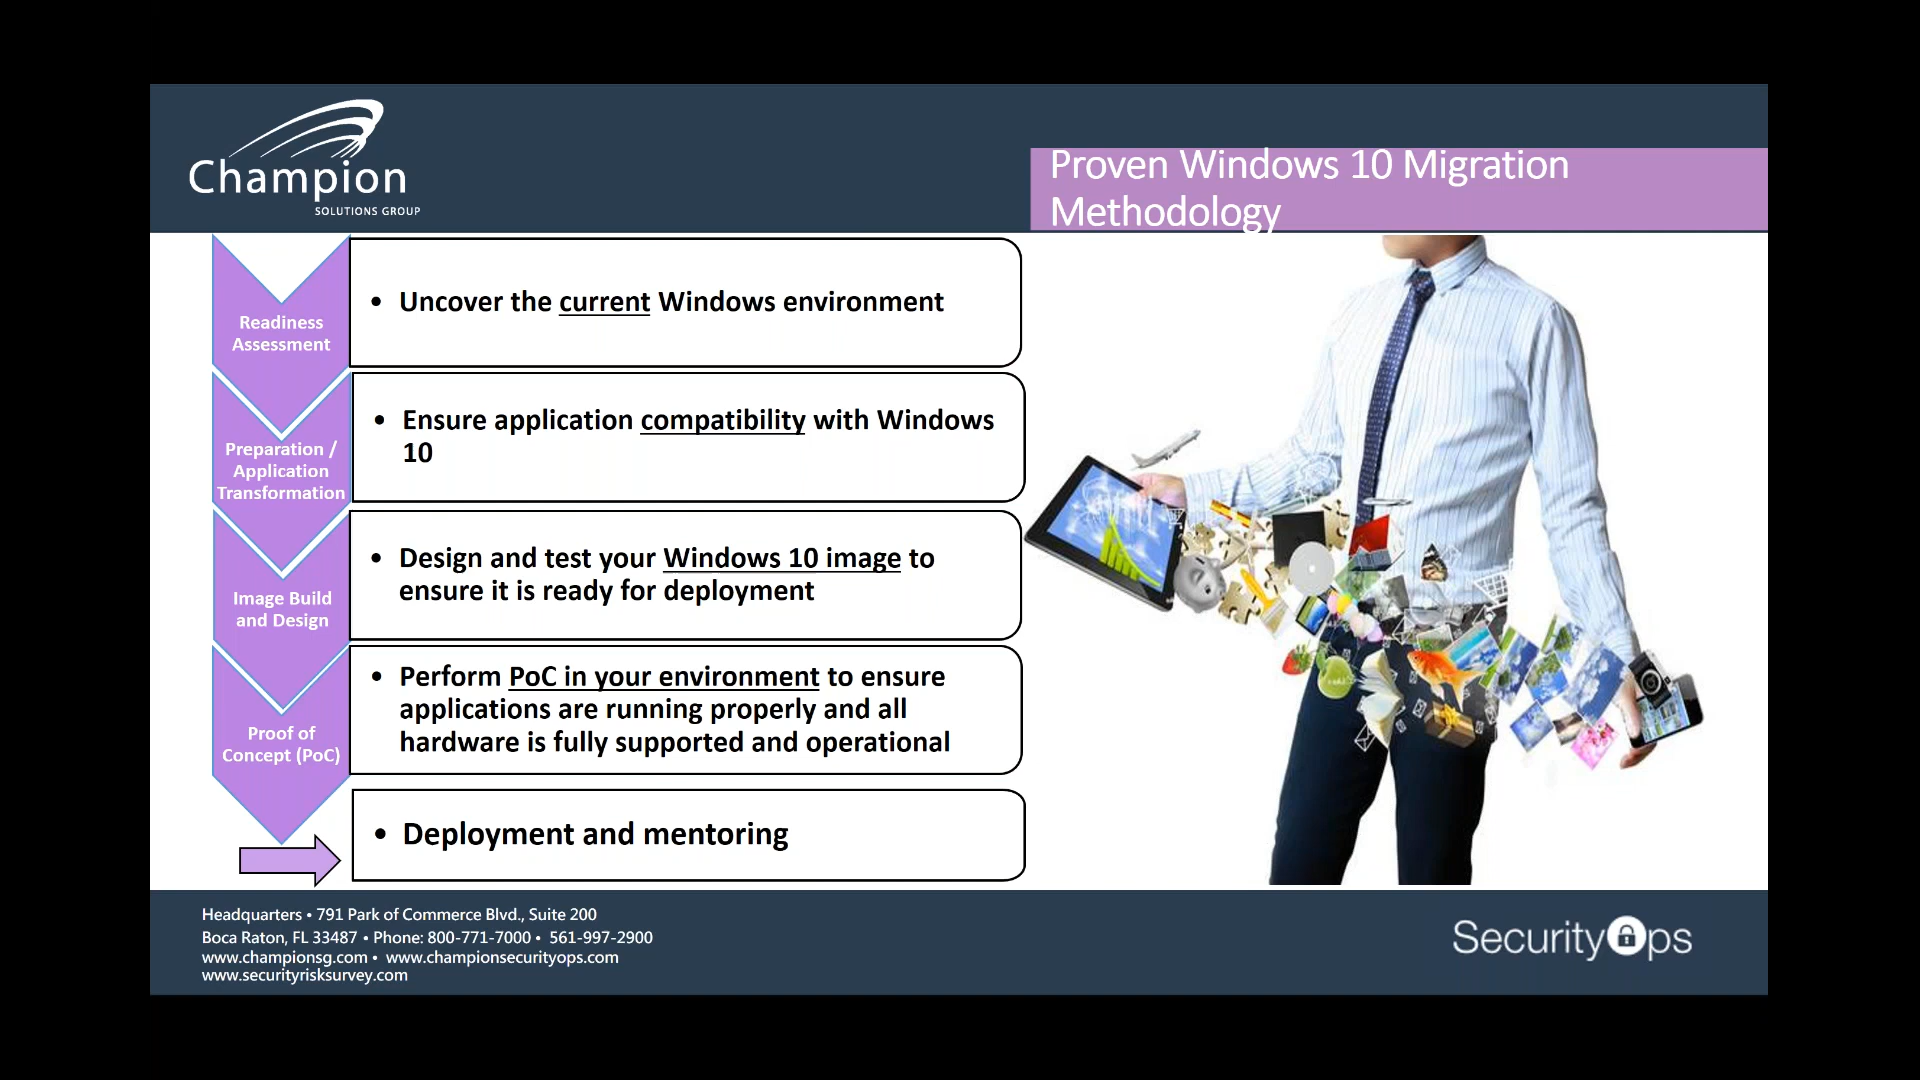 Champion
SOLUTIONS GROUP
Proven Windows 10 Migration
Methodology
Readiness
Assessment
• Uncover the current Windows environment
Preparation /
Application
Transformation
• Ensure application compatibility with Windows
10
Image Build
and Design
• Design and test your Windows 10 image to
ensure it is ready for deployment
Proof of
Concept (PoC)
• Perform PoC in your environment to ensure
applications are running properly and all
hardware is fully supported and operational
• Deployment and mentoring
Headquarters • 791 Park of Commerce Blvd., Suite 200
Boca Raton, FL 33487 • Phone: 800-771-7000 • 561-997-2900
www.championsg.com • www.championsecurityops.com
www.securityrisksurvey.com
SecurityOps